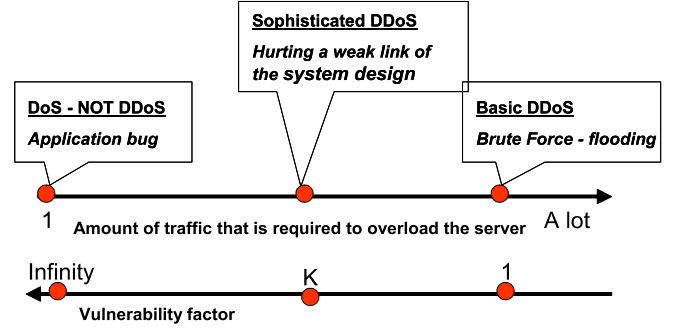 Sophisticated DDoS
Hurting a weak link of
the system design
DoS - NOT DDoS
Application bug
Basic DDoS
Brute Force - flooding
1
Amount of traffic that is required to overload the server
A lot
Infinity
K
1
Vulnerability factor